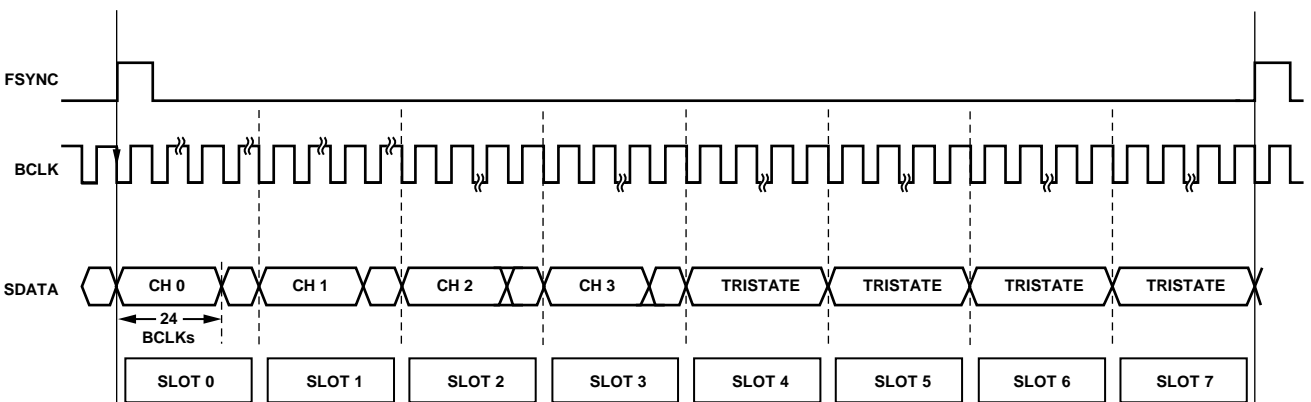 FSYNC
BCLK
SDATA
CH 0
CH 1
CH 2
CH 3
TRISTATE
TRISTATE
TRISTATE
TRISTATE
24
BCLKs
SLOT 0
SLOT 1
SLOT 2
SLOT 3
SLOT 4
SLOT 5
SLOT 6
SLOT 7